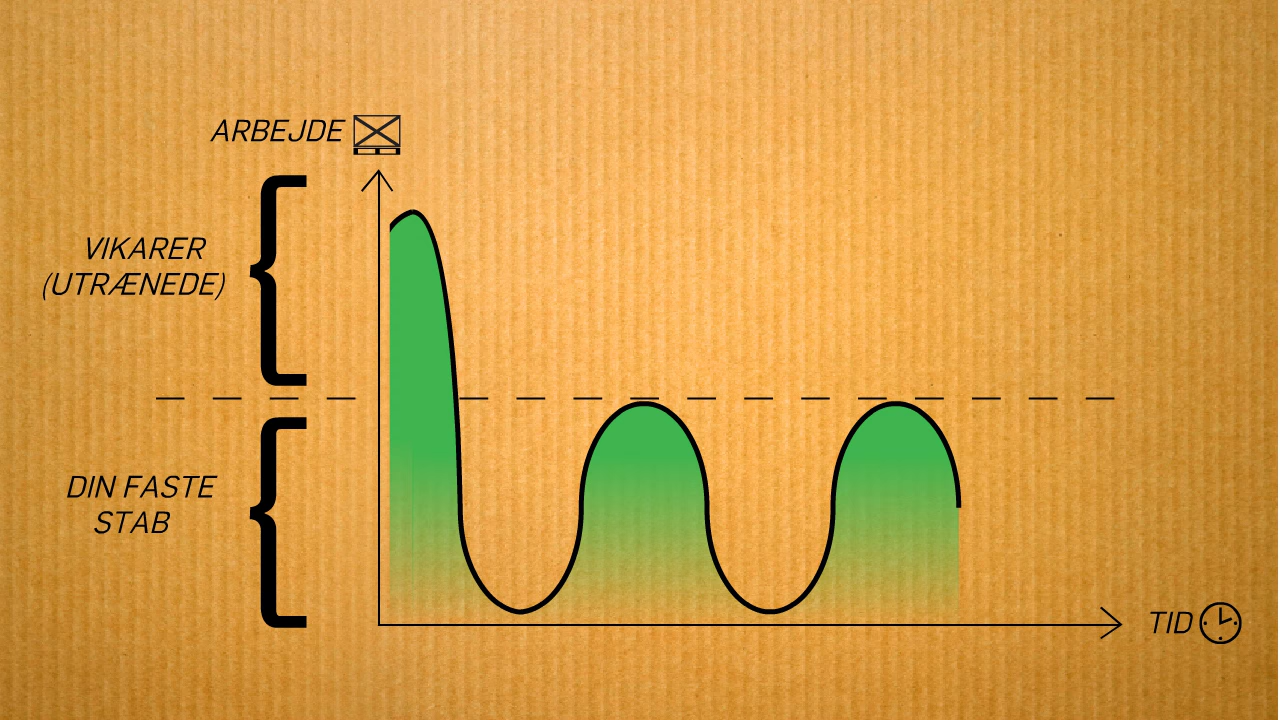 ARBEJDE
VIKARER
(UTRÆNEDE)
DIN FASTE
STAB
TID